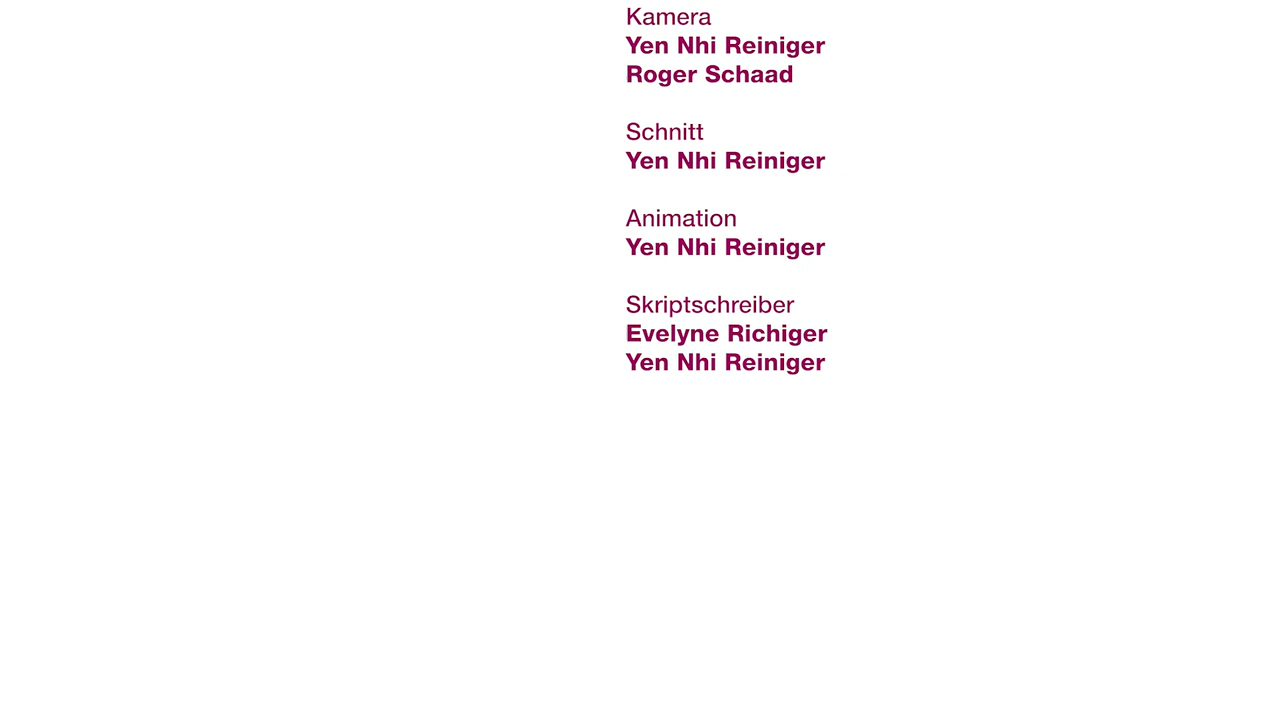 Kamera
Yen Nhi Reiniger
Roger Schaad
Schnitt
Yen Nhi Reiniger
Animation
Yen Nhi Reiniger
Skriptschreiber
Evelyne Richiger
Yen Nhi Reiniger